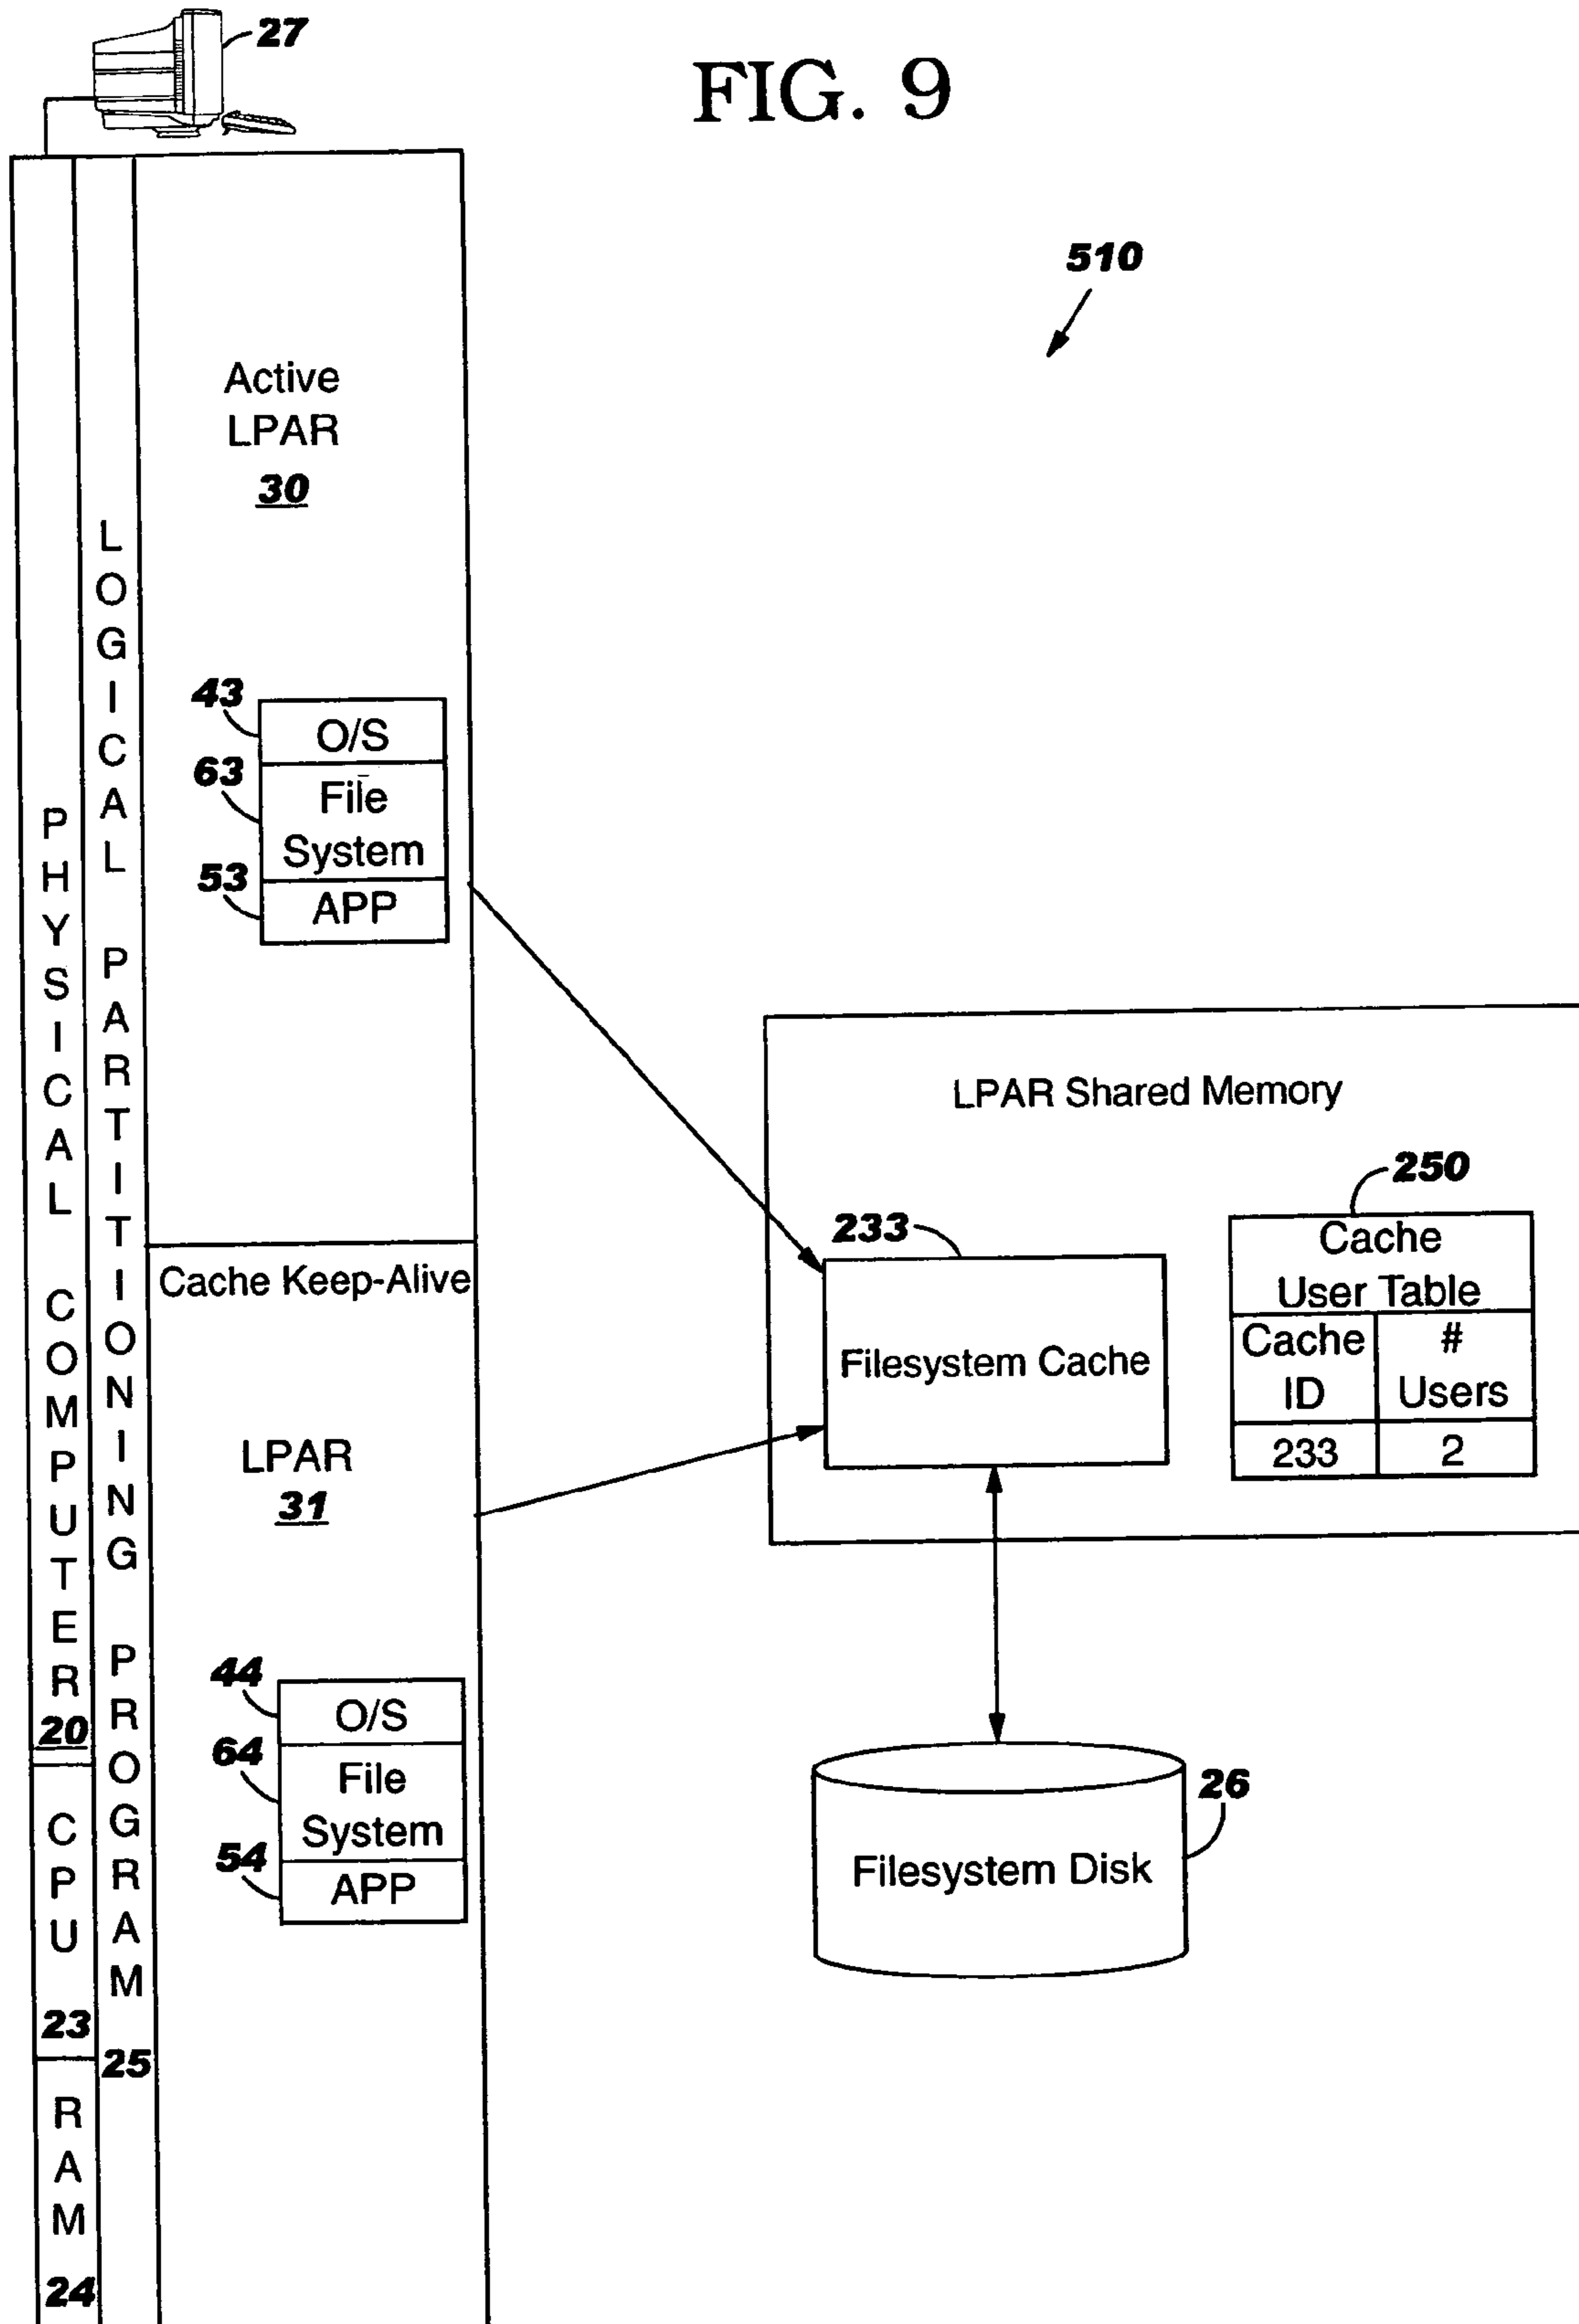 FIG. 9
27
510
PHYSICAL COMPUTER
20
CPU
23
RAM
24
LOGICAL PARTITIONING PROGRAM
25
Active
LPAR
30
43
O/S
63
File
System
53
APP
Cache Keep-Alive
LPAR
31
44
O/S
64
File
System
54
APP
LPAR Shared Memory
233
Filesystem Cache
250
Cache
User Table
Cache
ID
#
Users
233
2
26
Filesystem Disk